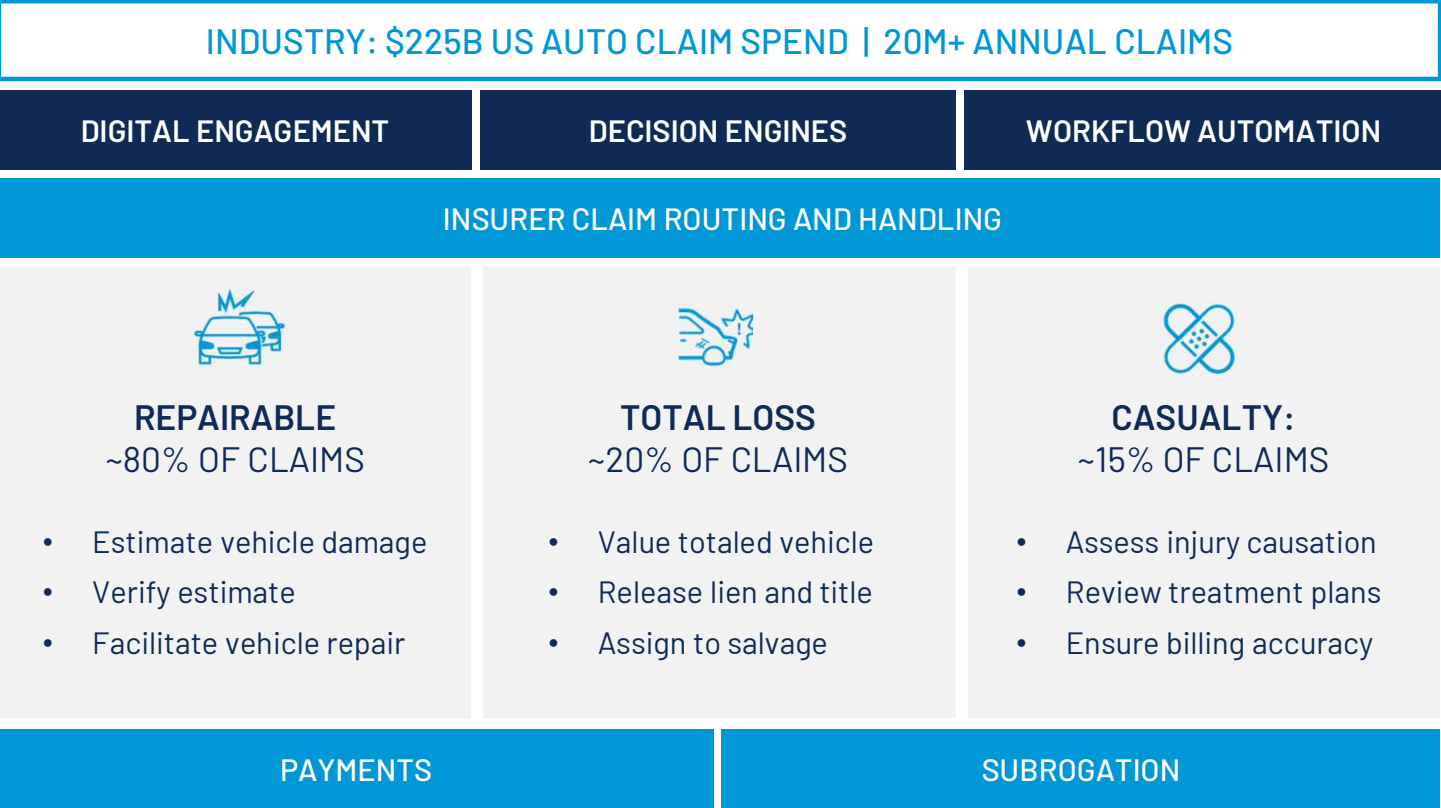 INDUSTRY: $225B US AUTO CLAIM SPEND | 20M+ ANNUAL CLAIMS
DIGITAL ENGAGEMENT
DECISION ENGINES
WORKFLOW AUTOMATION
INSURER CLAIM ROUTING AND HANDLING
REPAIRABLE
~80% OF CLAIMS
• Estimate vehicle damage
• Verify estimate
• Facilitate vehicle repair
TOTAL LOSS
~20% OF CLAIMS
• Value totaled vehicle
• Release lien and title
• Assign to salvage
CASUALTY:
~15% OF CLAIMS
• Assess injury causation
• Review treatment plans
• Ensure billing accuracy
PAYMENTS
SUBROGATION